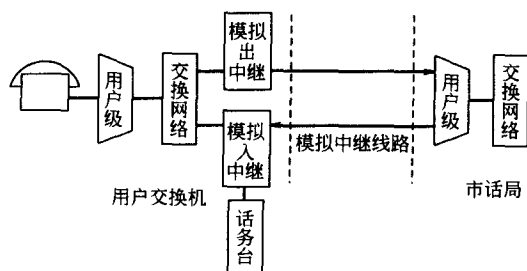 模拟
出
中继
用户级
交换网络
模拟
入
中继
模拟中继线路
用户级
交换网络
用户交换机
市话局
话务台